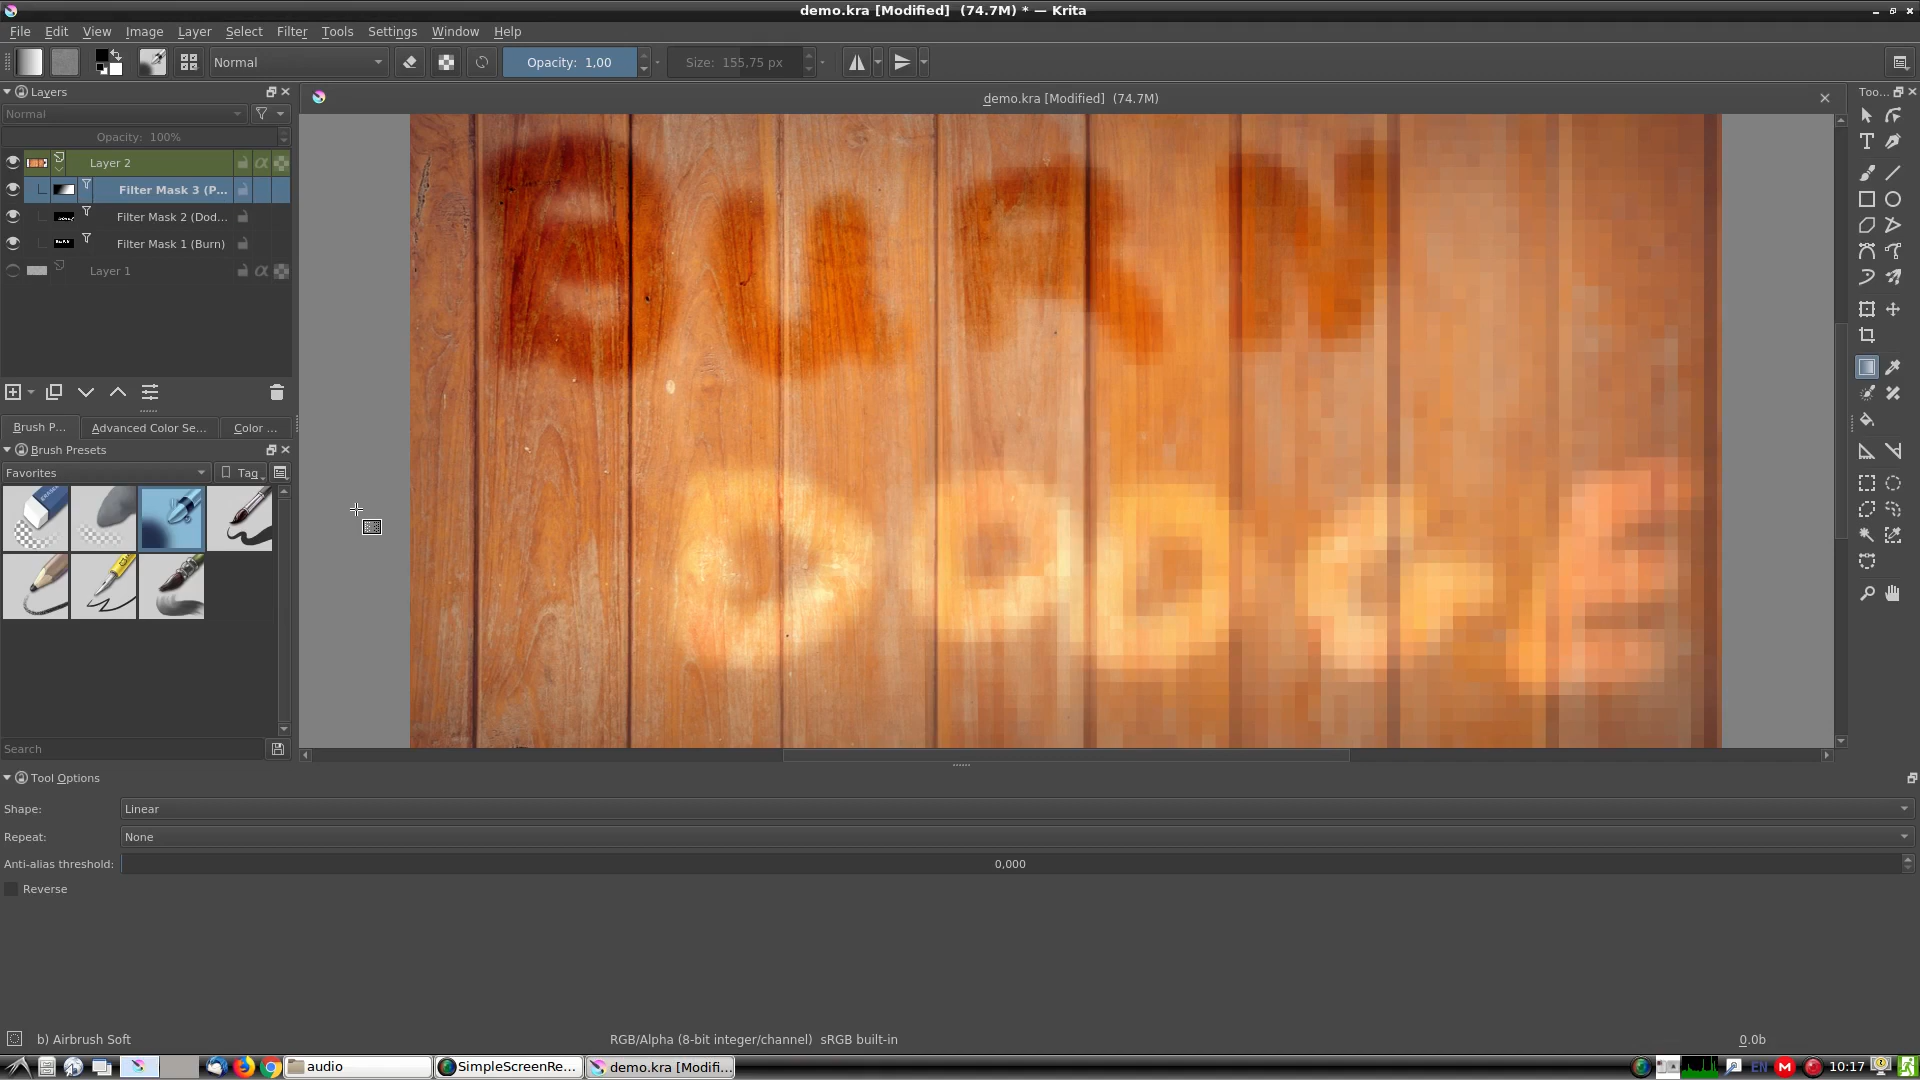 demo.kra [Modified]  (74.7M) * — Krita
File Edit View Image Layer Select Filter Tools Settings Window Help
Normal Opacity: 1,00 Size: 155,75 px
Layers
demo.kra [Modified]  (74.7M)
Too...
Normal
Opacity: 100%
Layer 2
Filter Mask 3 (P...
Filter Mask 2 (Dod...
Filter Mask 1 (Burn)
Layer 1
BURN
DODGE
Brush P... Advanced Color Se... Color ...
Brush Presets
Favorites Tag
Search
Tool Options
Shape: Linear
Repeat: None
Anti-alias threshold: 0,000
Reverse
b) Airbrush Soft RGB/Alpha (8-bit integer/channel)  sRGB built-in 0.0b
audio SimpleScreenRe... demo.kra [Modifi... EN M 10:17